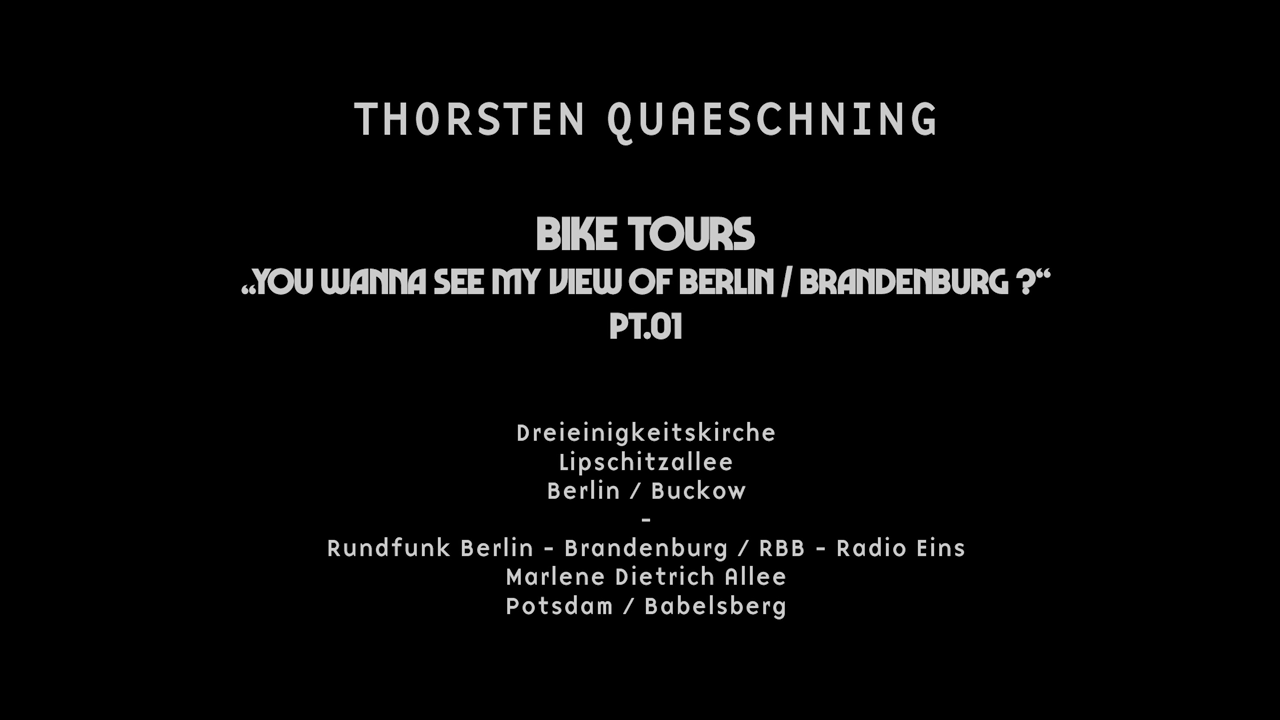 THORSTEN QUAESCHNING
BIKE TOURS
„YOU WANNA SEE MY VIEW OF BERLIN / BRANDENBURG ?“
PT.01
Dreieinigkeitskirche
Lipschitzallee
Berlin / Buckow
-
Rundfunk Berlin - Brandenburg / RBB - Radio Eins
Marlene Dietrich Allee
Potsdam / Babelsberg